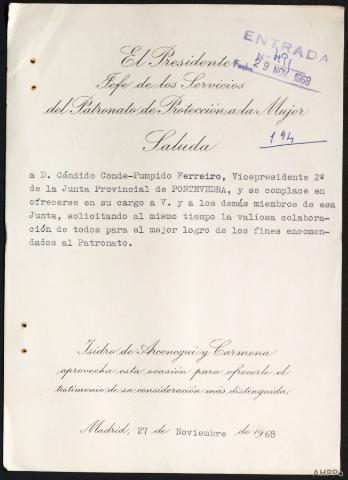 El Presidente
Jefe de los Servicios
del Patronato de Protección a la Mujer
Saluda
ENTRADA
Fecha 29 NOV. 1968
194
a D. Cándido Conde-Pumpido Ferreiro, Vicepresidente 2º
de la Junta Provincial de PONTEVEDRA, y se complace en
ofrecerse en su cargo a V. y a los demás miembros de esa
Junta, solicitando al mismo tiempo la valiosa colabora-
ción de todos para el mejor logro de los fines encomen-
dados al Patronato.
Isidro de Arcenegui y Carmona
aprovecha esta ocasión para ofrecerle el
testimonio de su consideración más distinguida.
Madrid, 27 de Noviembre de 1968
AHPPO